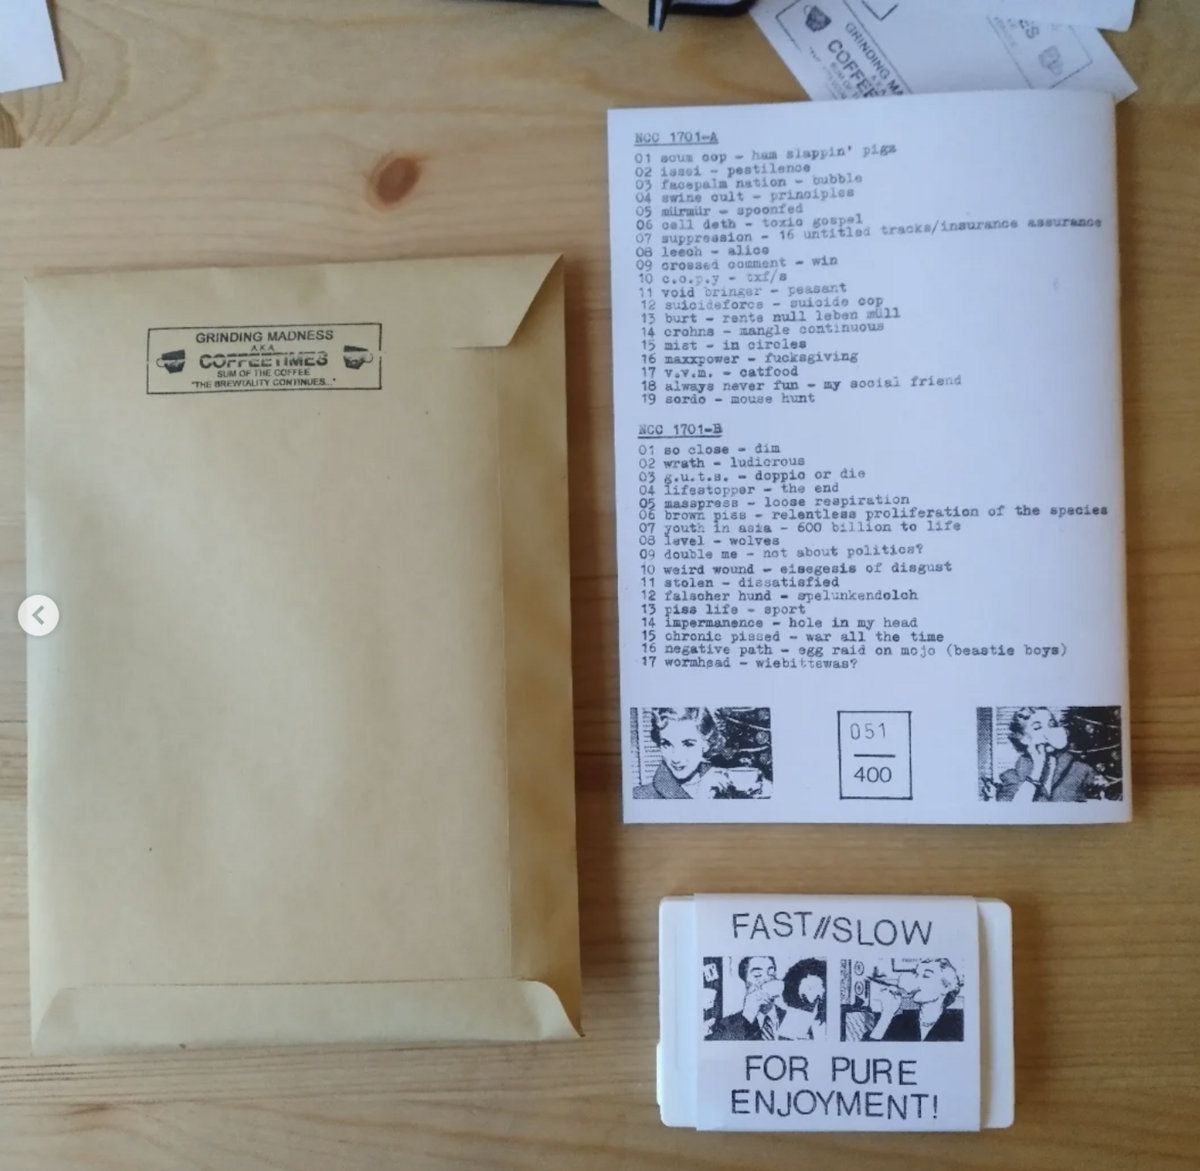 GRINDING MA
COFFEE
SUM OF
GRINDING MADNESS
A.K.A.
COFFEETIMES
SUM OF THE COFFEE
"THE BREWTALITY CONTINUES..."
NCC 1701-A
01 scum cop - ham slappin' pigs
02 issei - pestilence
03 facepalm nation - bubble
04 swine cult - principles
05 mürmür - spoonfed
06 cell deth - toxic gospel
07 suppression - 16 untitled tracks/insurance assurance
08 leech - alice
09 crossed comment - win
10 c.o.p.y - txf/s
11 void bringer - peasant
12 suicideforce - suicide cop
13 burt - rente null leben müll
14 crohns - mangle continuous
15 mist - in circles
16 maxxpower - fucksgiving
17 v.v.m. - catfood
18 always never fun - my social friend
19 sordo - mouse hunt
NCC 1701-B
01 so close - dim
02 wrath - ludicrous
03 g.u.t.s. - doppio or die
04 lifestopper - the end
05 masspress - loose respiration
06 brown piss - relentless proliferation of the species
07 youth in asia - 600 billion to life
08 level - wolves
09 double me - not about politics?
10 weird wound - eisegesis of disgust
11 stolen - dissatisfied
12 falscher hund - spelunkendolch
13 piss life - sport
14 impermanence - hole in my head
15 chronic pissed - war all the time
16 negative path - egg raid on mojo (beastie boys)
17 wormhead - wiebittewas?
051
400
FAST//SLOW
FOR PURE
ENJOYMENT!